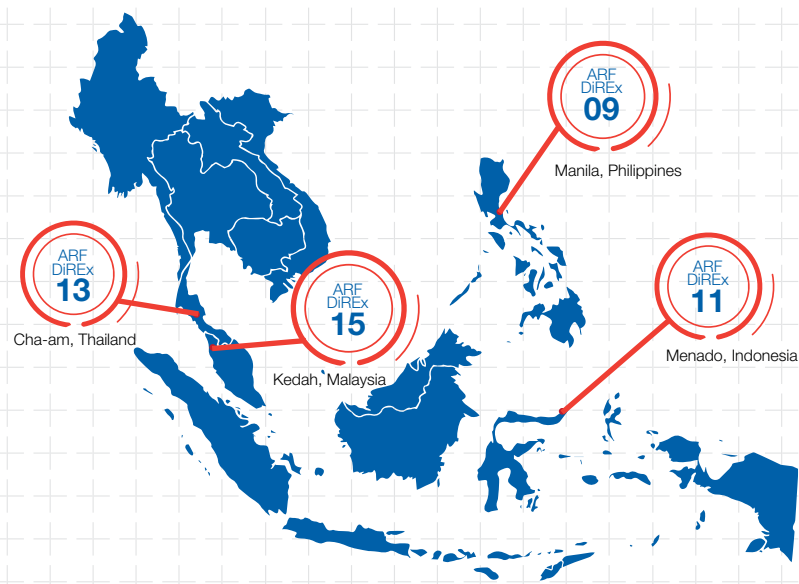 ARF
DiREx
09
Manila, Philippines
ARF
DiREx
13
Cha-am, Thailand
ARF
DiREx
15
Kedah, Malaysia
ARF
DiREx
11
Menado, Indonesia